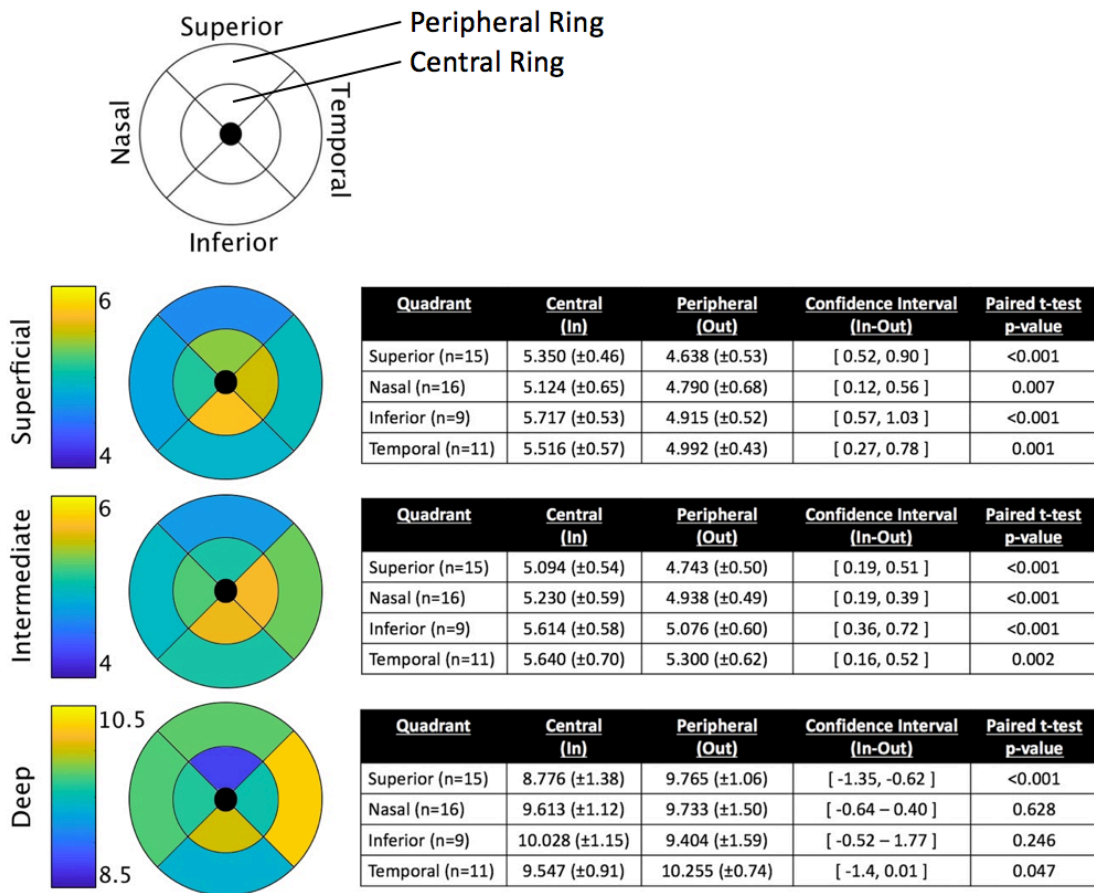 Superior
Peripheral Ring
Central Ring
Nasal
Temporal
Inferior
Superficial
6
4
Quadrant Central (In) Peripheral (Out) Confidence Interval (In-Out) Paired t-test p-value
Superior (n=15) 5.350 (±0.46) 4.638 (±0.53) [ 0.52, 0.90 ] <0.001
Nasal (n=16) 5.124 (±0.65) 4.790 (±0.68) [ 0.12, 0.56 ] 0.007
Inferior (n=9) 5.717 (±0.53) 4.915 (±0.52) [ 0.57, 1.03 ] <0.001
Temporal (n=11) 5.516 (±0.57) 4.992 (±0.43) [ 0.27, 0.78 ] 0.001
Intermediate
6
4
Quadrant Central (In) Peripheral (Out) Confidence Interval (In-Out) Paired t-test p-value
Superior (n=15) 5.094 (±0.54) 4.743 (±0.50) [ 0.19, 0.51 ] <0.001
Nasal (n=16) 5.230 (±0.59) 4.938 (±0.49) [ 0.19, 0.39 ] <0.001
Inferior (n=9) 5.614 (±0.58) 5.076 (±0.60) [ 0.36, 0.72 ] <0.001
Temporal (n=11) 5.640 (±0.70) 5.300 (±0.62) [ 0.16, 0.52 ] 0.002
Deep
10.5
8.5
Quadrant Central (In) Peripheral (Out) Confidence Interval (In-Out) Paired t-test p-value
Superior (n=15) 8.776 (±1.38) 9.765 (±1.06) [ -1.35, -0.62 ] <0.001
Nasal (n=16) 9.613 (±1.12) 9.733 (±1.50) [ -0.64 – 0.40 ] 0.628
Inferior (n=9) 10.028 (±1.15) 9.404 (±1.59) [ -0.52 – 1.77 ] 0.246
Temporal (n=11) 9.547 (±0.91) 10.255 (±0.74) [ -1.4, 0.01 ] 0.047